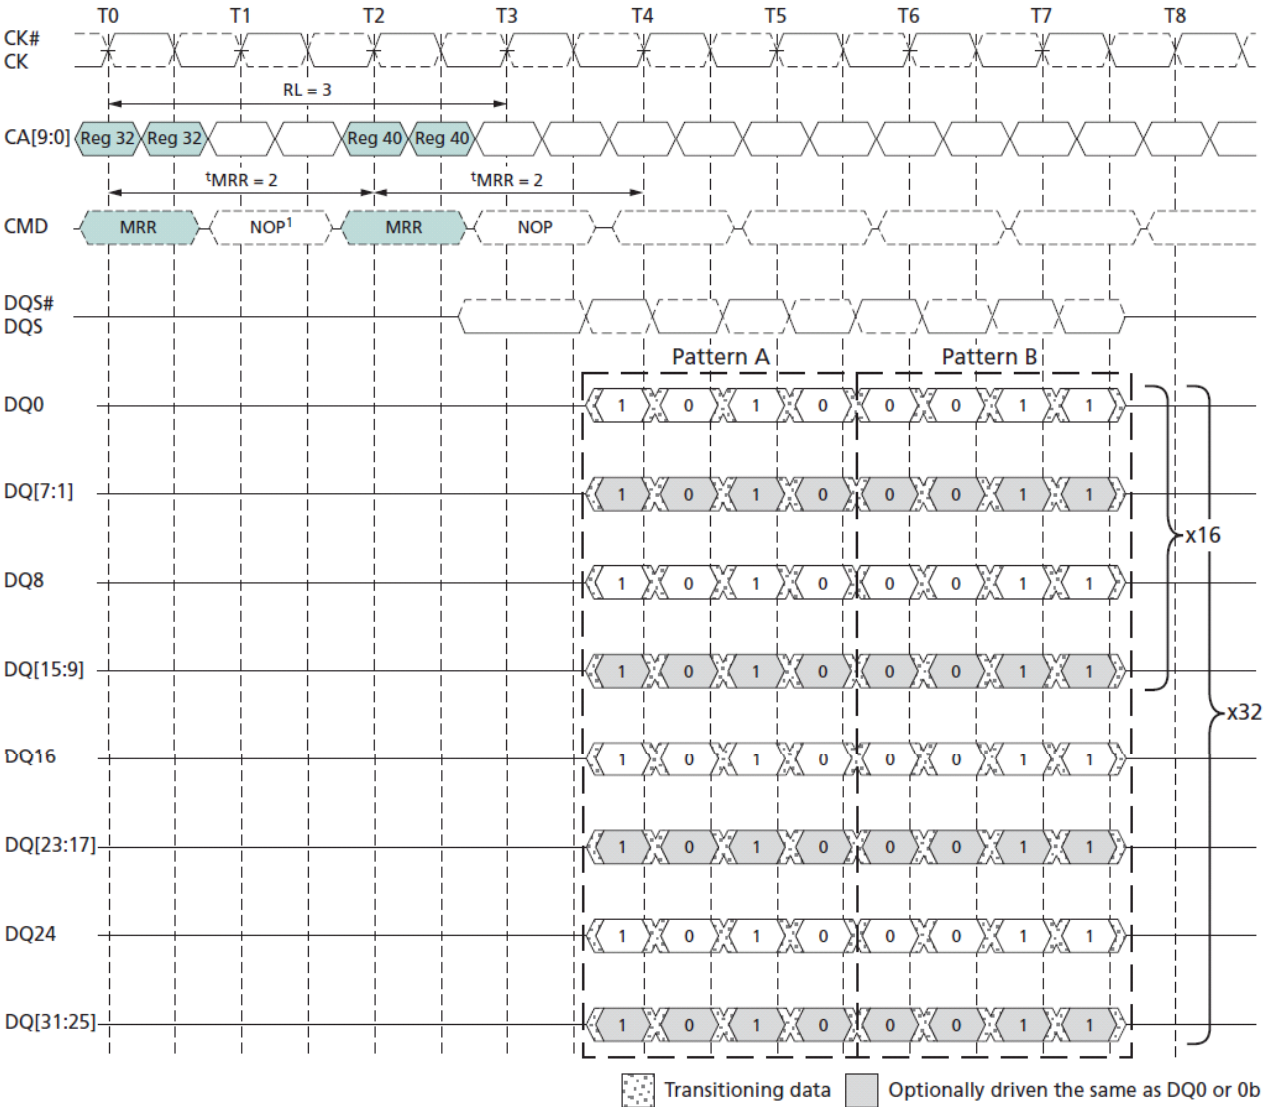 T0 T1 T2 T3 T4 T5 T6 T7 T8
CK#
CK
RL = 3
CA[9:0] Reg 32 Reg 32 Reg 40 Reg 40
tMRR = 2 tMRR = 2
CMD MRR NOP1 MRR NOP
DQS#
DQS
Pattern A Pattern B
DQ0 1 0 1 0 0 0 1 1
DQ[7:1] 1 0 1 0 0 0 1 1
x16
DQ8 1 0 1 0 0 0 1 1
DQ[15:9] 1 0 1 0 0 0 1 1
x32
DQ16 1 0 1 0 0 0 1 1
DQ[23:17] 1 0 1 0 0 0 1 1
DQ24 1 0 1 0 0 0 1 1
DQ[31:25] 1 0 1 0 0 0 1 1
Transitioning data Optionally driven the same as DQ0 or 0b